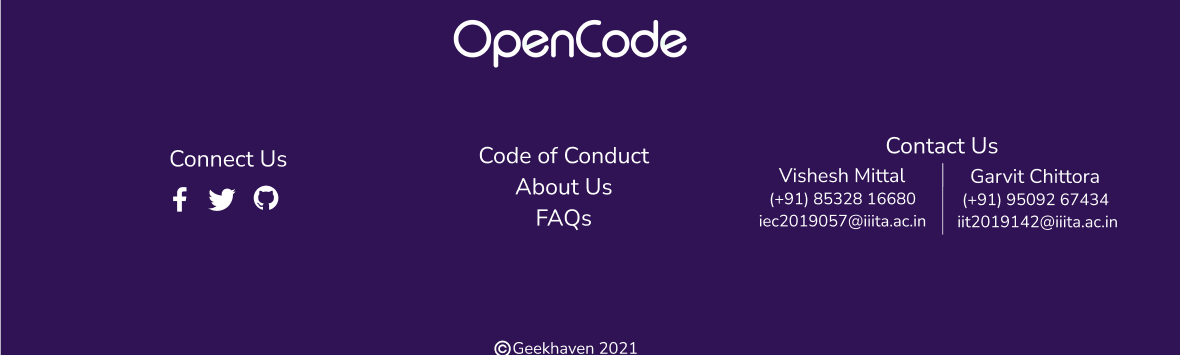 OpenCode
Connect Us
Code of Conduct
About Us
FAQs
Contact Us
Vishesh Mittal
(+91) 85328 16680
iec2019057@iiita.ac.in
Garvit Chittora
(+91) 95092 67434
iit2019142@iiita.ac.in
©Geekhaven 2021